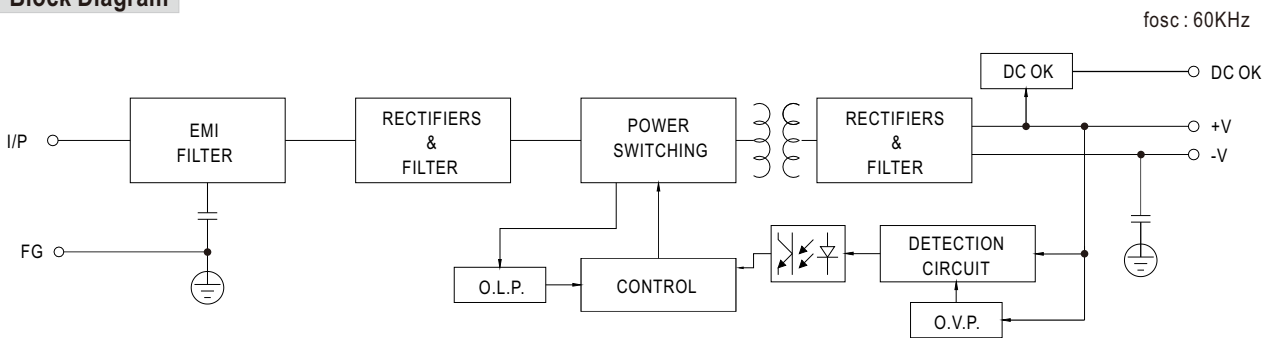 Block Diagram
fosc : 60KHz
DC OK
DC OK
I/P
EMI
FILTER
RECTIFIERS
&
FILTER
POWER
SWITCHING
RECTIFIERS
&
FILTER
+V
-V
FG
O.L.P.
CONTROL
DETECTION
CIRCUIT
O.V.P.